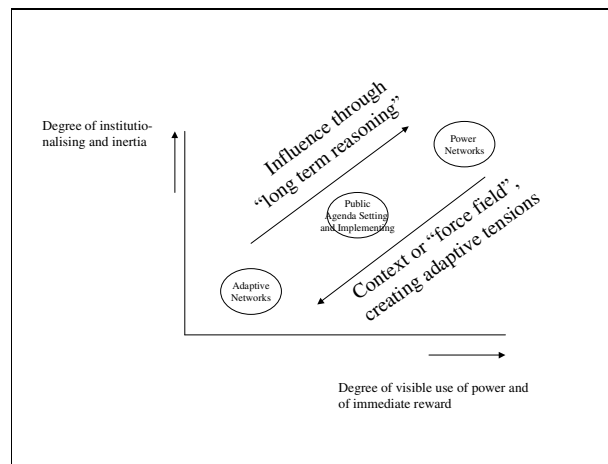 Degree of institutio-
nalising and inertia
Influence through
“long term reasoning”
Power
Networks
Public
Agenda Setting
and Implementing
Context or “force field”,
creating adaptive tensions
Adaptive
Networks
Degree of visible use of power and
of immediate reward